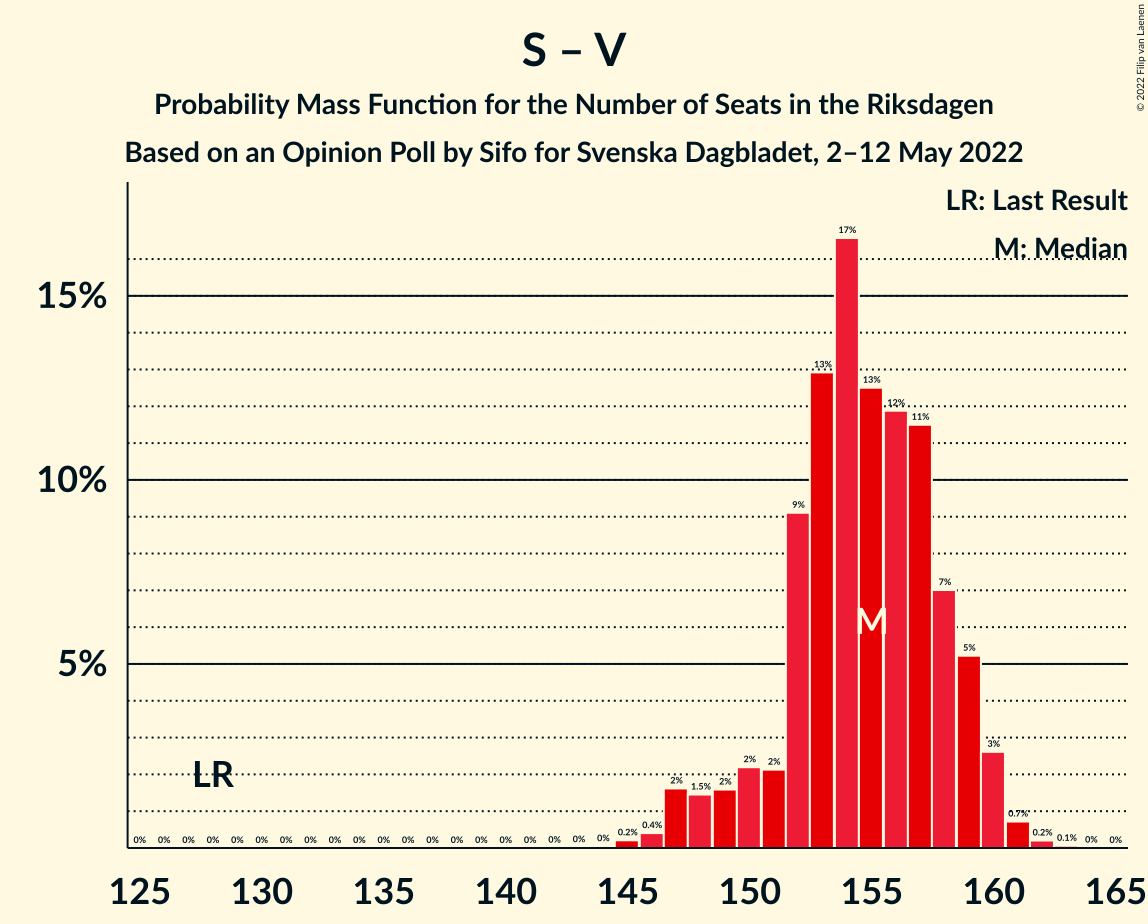 © 2022 Filip van Laenen
S – V
Probability Mass Function for the Number of Seats in the Riksdagen
Based on an Opinion Poll by Sifo for Svenska Dagbladet, 2–12 May 2022
LR: Last Result
M: Median
15%
10%
5%
0% 0% 0% 0% 0% 0% 0% 0% 0% 0% 0% 0% 0% 0% 0% 0% 0% 0% 0% 0% 0.2% 0.4% 2% 1.5% 2% 2% 2% 9% 13% 17% 13% 12% 11% 7% 5% 3% 0.7% 0.2% 0.1% 0% 0%
LR
M
125 130 135 140 145 150 155 160 165